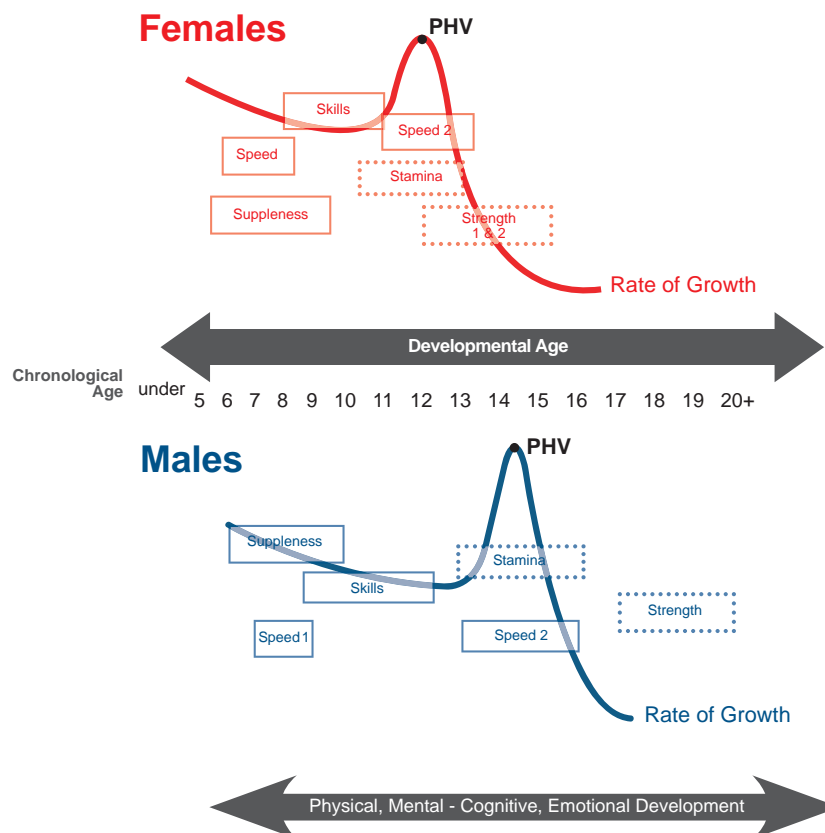 Females
PHV
Skills
Speed 2
Speed
Stamina
Suppleness
Strength
1 & 2
Rate of Growth
Developmental Age
Chronological
Age
under 5 6 7 8 9 10 11 12 13 14 15 16 17 18 19 20+
Males
PHV
Suppleness
Stamina
Skills
Strength
Speed 1
Speed 2
Rate of Growth
Physical, Mental - Cognitive, Emotional Development